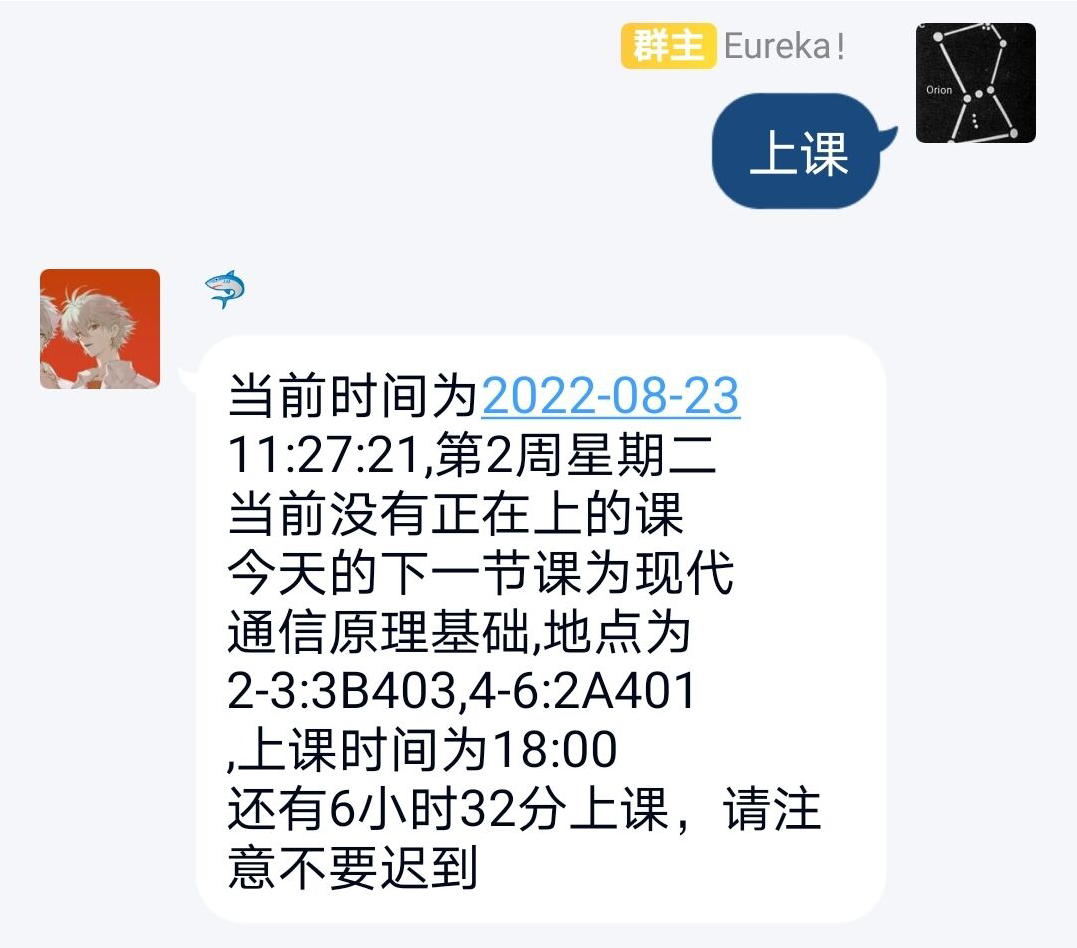 群主 Eureka!
Orion
上课
当前时间为2022-08-23
11:27:21,第2周星期二
当前没有正在上的课
今天的下一节课为现代
通信原理基础,地点为
2-3:3B403,4-6:2A401
,上课时间为18:00
还有6小时32分上课，请注
意不要迟到